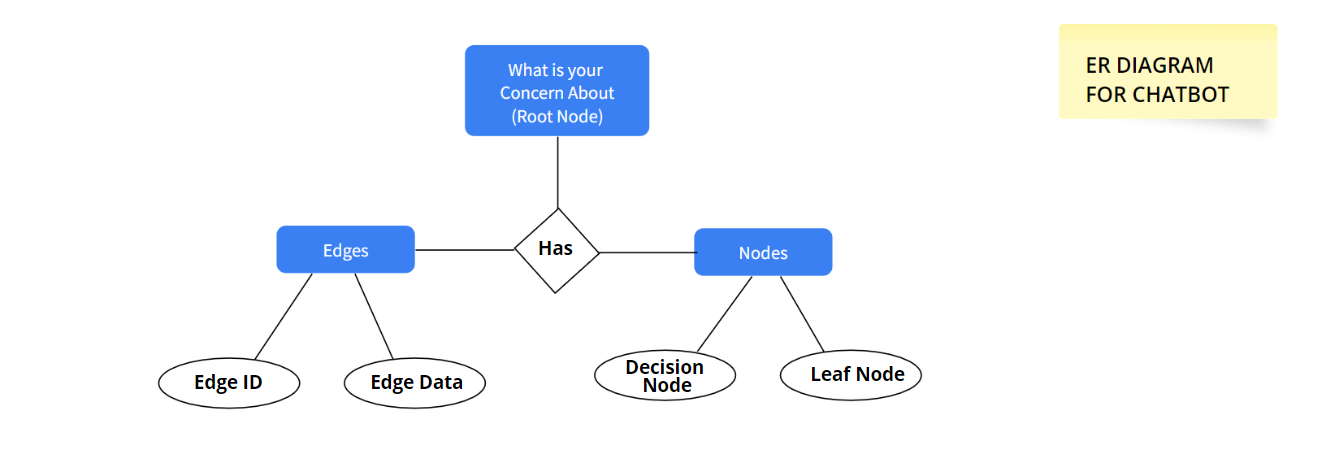 What is your
Concern About
(Root Node)
ER DIAGRAM
FOR CHATBOT
Edges
Has
Nodes
Edge ID
Edge Data
Decision
Node
Leaf Node